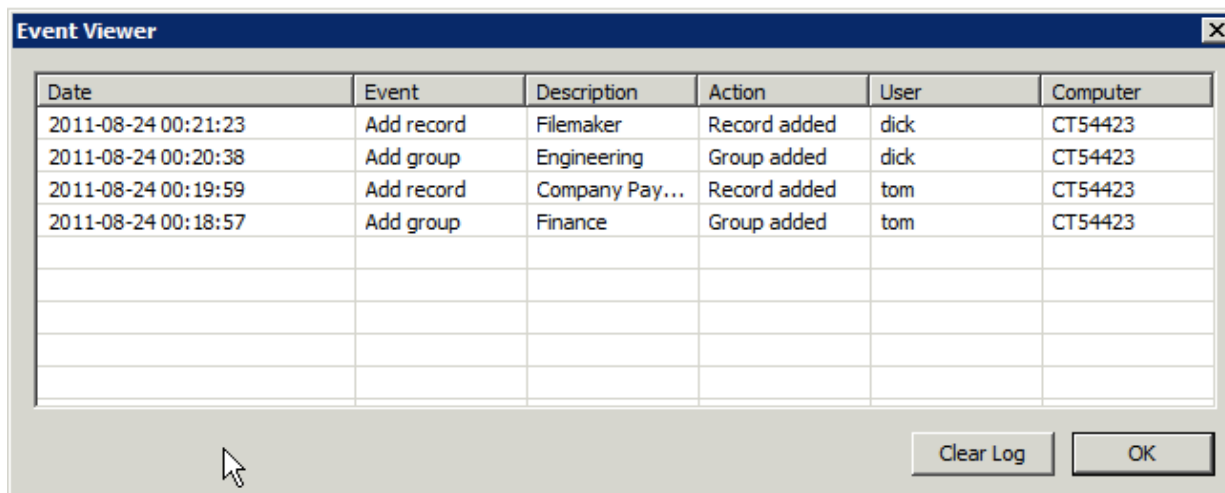 Event Viewer
Date Event Description Action User Computer
2011-08-24 00:21:23 Add record Filemaker Record added dick CT54423
2011-08-24 00:20:38 Add group Engineering Group added dick CT54423
2011-08-24 00:19:59 Add record Company Pay... Record added tom CT54423
2011-08-24 00:18:57 Add group Finance Group added tom CT54423
Clear Log OK